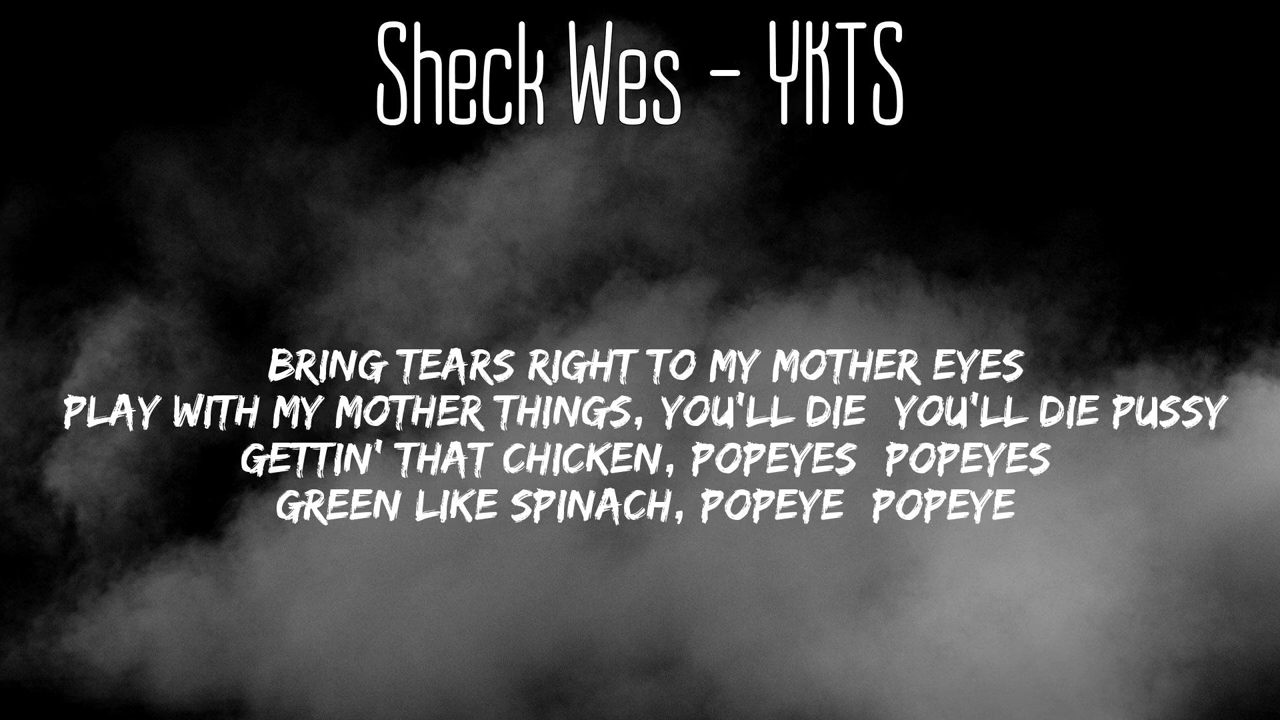 Sheck Wes - YKTS
BRING TEARS RIGHT TO MY MOTHER EYES
PLAY WITH MY MOTHER THINGS, YOU'LL DIE YOU'LL DIE PUSSY
GETTIN' THAT CHICKEN, POPEYES POPEYES
GREEN LIKE SPINACH, POPEYE POPEYE